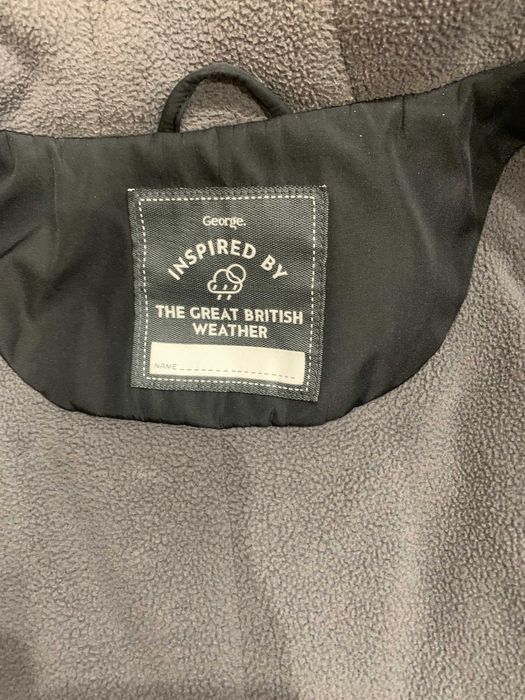 George.
INSPIRED BY
THE GREAT BRITISH
WEATHER
NAME